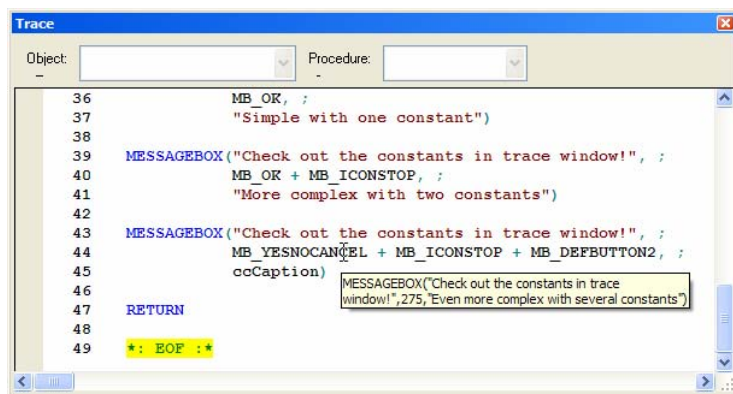 Trace
Object: Procedure:
36 MB_OK, ;
37 "Simple with one constant")
38
39 MESSAGEBOX("Check out the constants in trace window!", ;
40 MB_OK + MB_ICONSTOP, ;
41 "More complex with two constants")
42
43 MESSAGEBOX("Check out the constants in trace window!", ;
44 MB_YESNOCANCEL + MB_ICONSTOP + MB_DEFBUTTON2, ;
45 ccCaption)
MESSAGEBOX("Check out the constants in trace
window!",275,"Even more complex with several constants")
46
47 RETURN
48
49 *: EOF :*